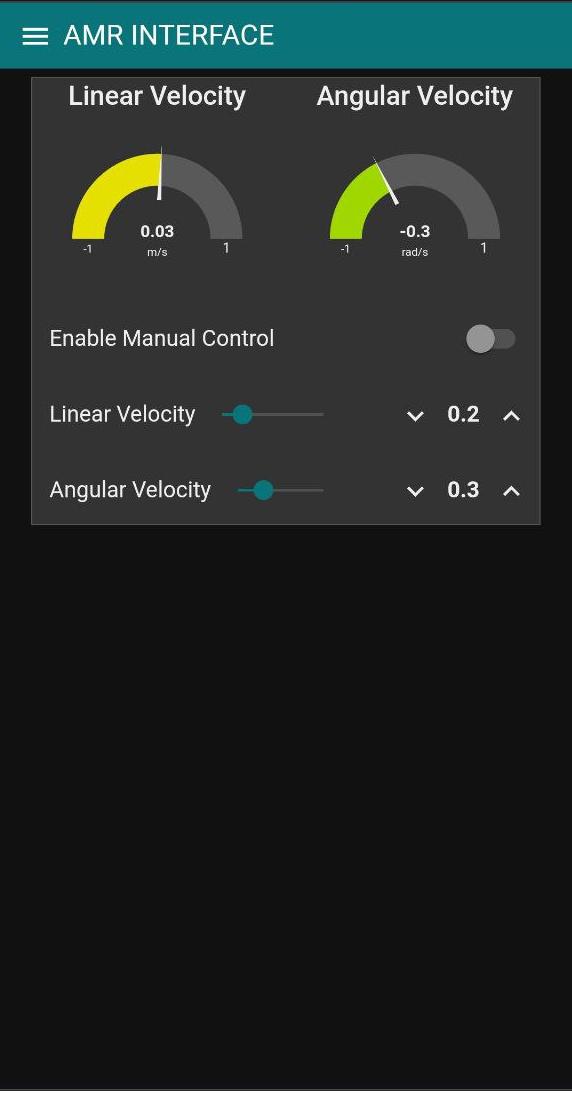 AMR INTERFACE
Linear Velocity
Angular Velocity
0.03
-1
m/s
1
-0.3
-1
rad/s
1
Enable Manual Control
Linear Velocity
0.2
Angular Velocity
0.3